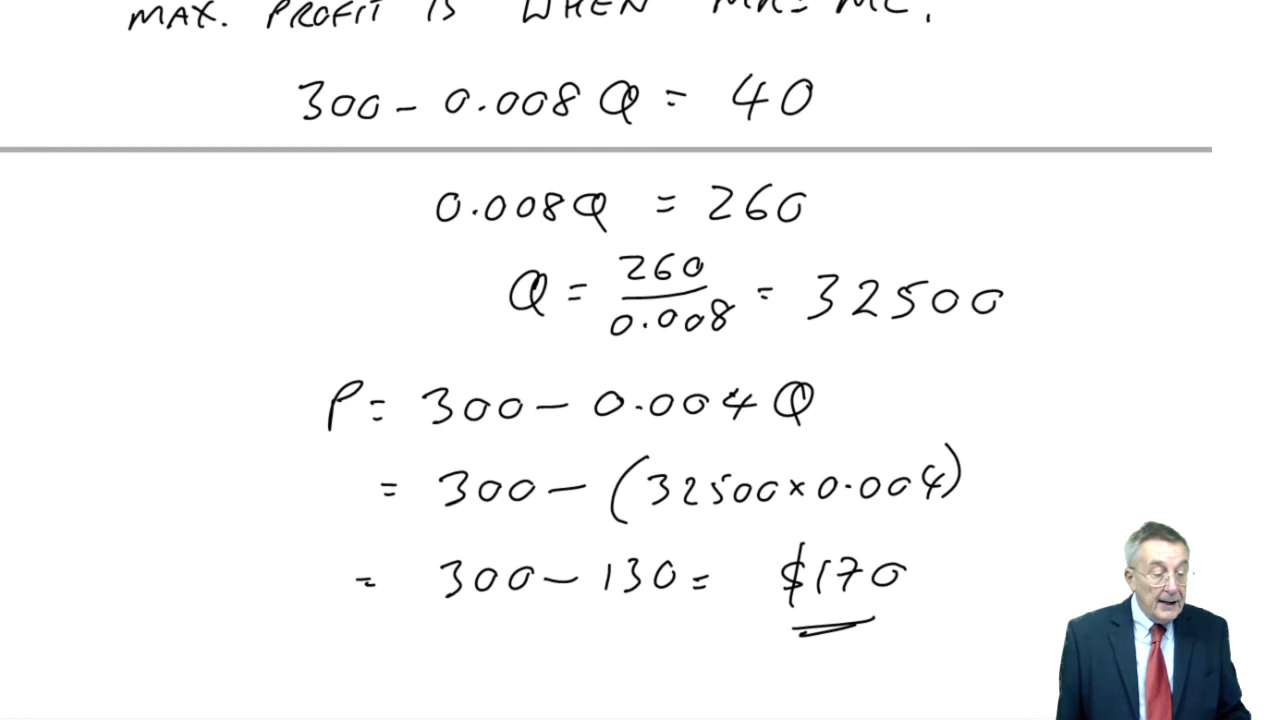 MAX. PROFIT IS WHEN MR = MC.
300 - 0.008 Q = 40
0.008Q = 260
Q = 260/0.008 = 32500
P = 300 - 0.004 Q
= 300 - (32500 x 0.004)
= 300 - 130 = $170